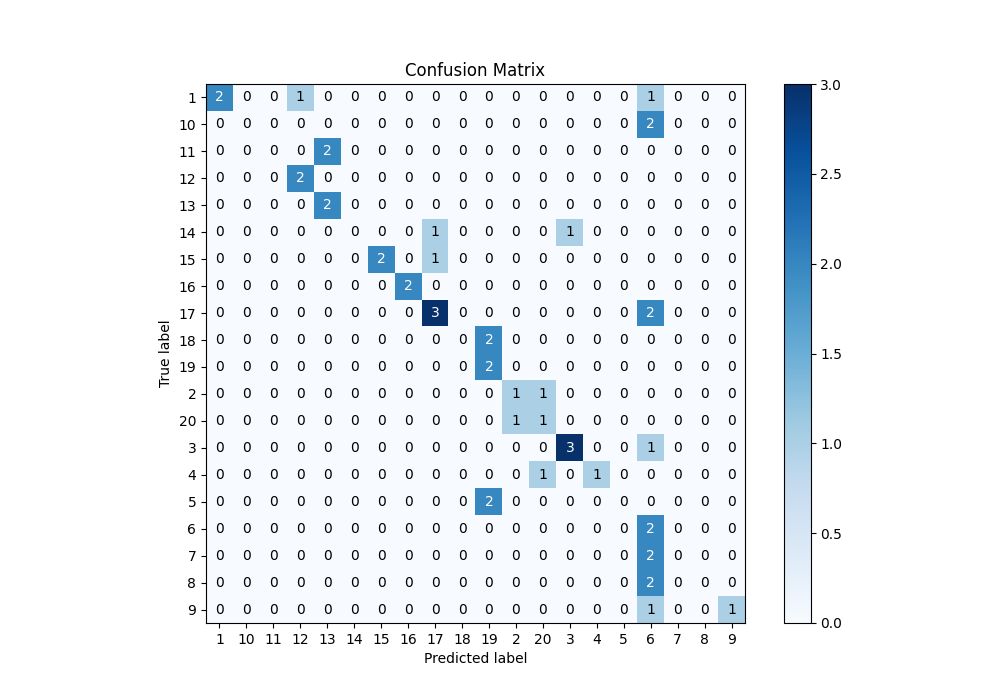 Confusion Matrix
1 2 0 0 1 0 0 0 0 0 0 0 0 0 0 0 0 1 0 0 0
10 0 0 0 0 0 0 0 0 0 0 0 0 0 0 0 0 2 0 0 0
11 0 0 0 0 2 0 0 0 0 0 0 0 0 0 0 0 0 0 0 0
12 0 0 0 2 0 0 0 0 0 0 0 0 0 0 0 0 0 0 0 0
13 0 0 0 0 2 0 0 0 0 0 0 0 0 0 0 0 0 0 0 0
14 0 0 0 0 0 0 0 0 1 0 0 0 0 1 0 0 0 0 0 0
15 0 0 0 0 0 0 2 0 1 0 0 0 0 0 0 0 0 0 0 0
16 0 0 0 0 0 0 0 2 0 0 0 0 0 0 0 0 0 0 0 0
17 0 0 0 0 0 0 0 0 3 0 0 0 0 0 0 0 2 0 0 0
18 0 0 0 0 0 0 0 0 0 0 2 0 0 0 0 0 0 0 0 0
19 0 0 0 0 0 0 0 0 0 0 2 0 0 0 0 0 0 0 0 0
2 0 0 0 0 0 0 0 0 0 0 0 1 1 0 0 0 0 0 0 0
20 0 0 0 0 0 0 0 0 0 0 0 1 1 0 0 0 0 0 0 0
3 0 0 0 0 0 0 0 0 0 0 0 0 0 3 0 0 1 0 0 0
4 0 0 0 0 0 0 0 0 0 0 0 0 1 0 1 0 0 0 0 0
5 0 0 0 0 0 0 0 0 0 0 2 0 0 0 0 0 0 0 0 0
6 0 0 0 0 0 0 0 0 0 0 0 0 0 0 0 0 2 0 0 0
7 0 0 0 0 0 0 0 0 0 0 0 0 0 0 0 0 2 0 0 0
8 0 0 0 0 0 0 0 0 0 0 0 0 0 0 0 0 2 0 0 0
9 0 0 0 0 0 0 0 0 0 0 0 0 0 0 0 0 1 0 0 1
1 10 11 12 13 14 15 16 17 18 19 2 20 3 4 5 6 7 8 9
Predicted label
True label
3.0
2.5
2.0
1.5
1.0
0.5
0.0